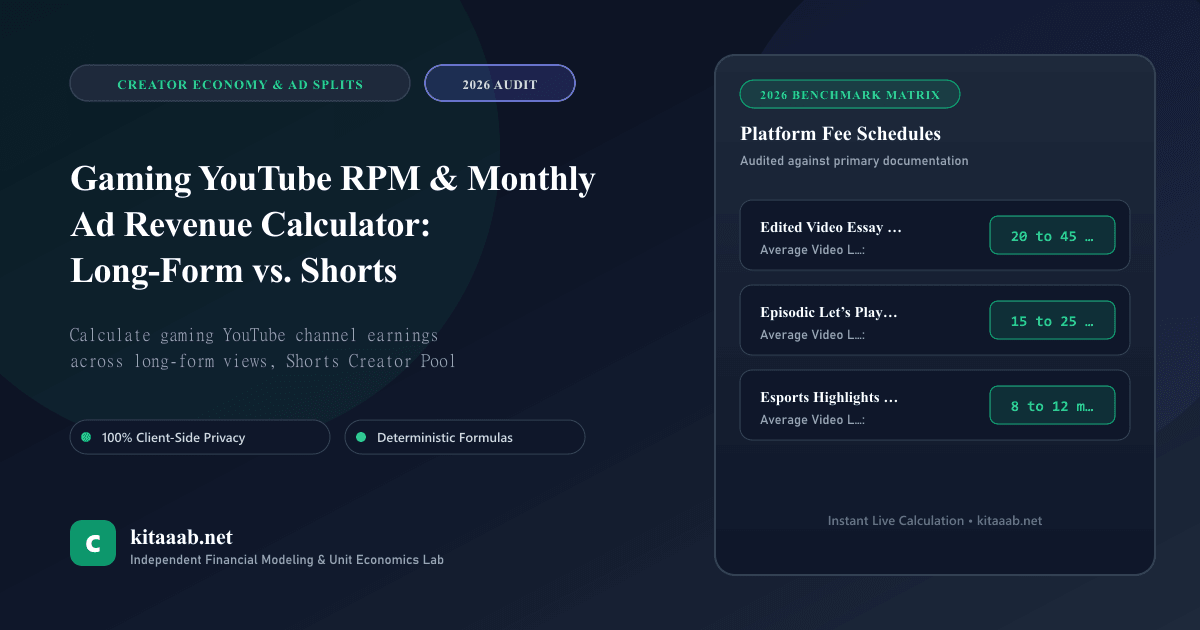 CREATOR ECONOMY & AD SPLITS
2026 AUDIT
Gaming YouTube RPM & Monthly
Ad Revenue Calculator:
Long-Form vs. Shorts
Calculate gaming YouTube channel earnings
across long-form views, Shorts Creator Pool
100% Client-Side Privacy
Deterministic Formulas
C
kitaaab.net
Independent Financial Modeling & Unit Economics Lab
2026 BENCHMARK MATRIX
Platform Fee Schedules
Audited against primary documentation
Edited Video Essay …
Average Video L…:
20 to 45 …
Episodic Let’s Play…
Average Video L…:
15 to 25 …
Esports Highlights …
Average Video L…:
8 to 12 m…
Instant Live Calculation • kitaaab.net